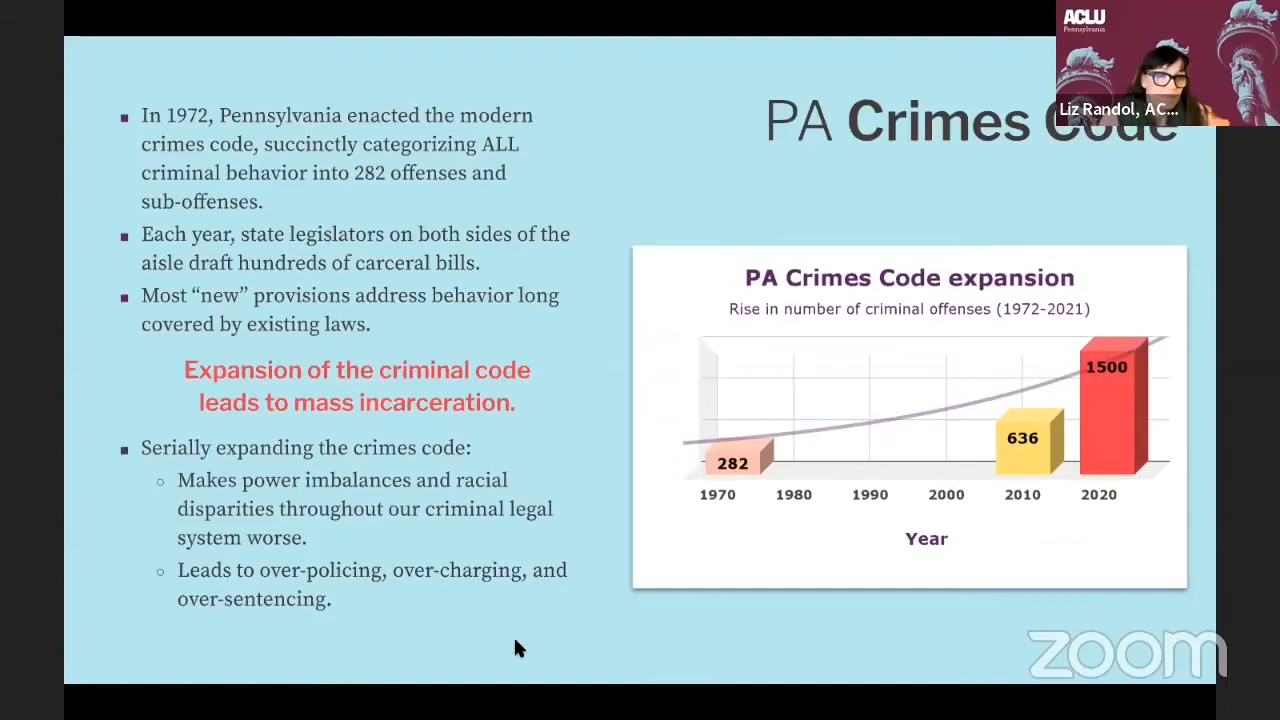 ACLU
Pennsylvania
Liz Randol, AC...
PA Crimes Code
In 1972, Pennsylvania enacted the modern
crimes code, succinctly categorizing ALL
criminal behavior into 282 offenses and
sub-offenses.
Each year, state legislators on both sides of the
aisle draft hundreds of carceral bills.
Most “new” provisions address behavior long
covered by existing laws.
Expansion of the criminal code
leads to mass incarceration.
Serially expanding the crimes code:
Makes power imbalances and racial
disparities throughout our criminal legal
system worse.
Leads to over-policing, over-charging, and
over-sentencing.
PA Crimes Code expansion
Rise in number of criminal offenses (1972-2021)
1500
636
282
1970 1980 1990 2000 2010 2020
Year
zoom